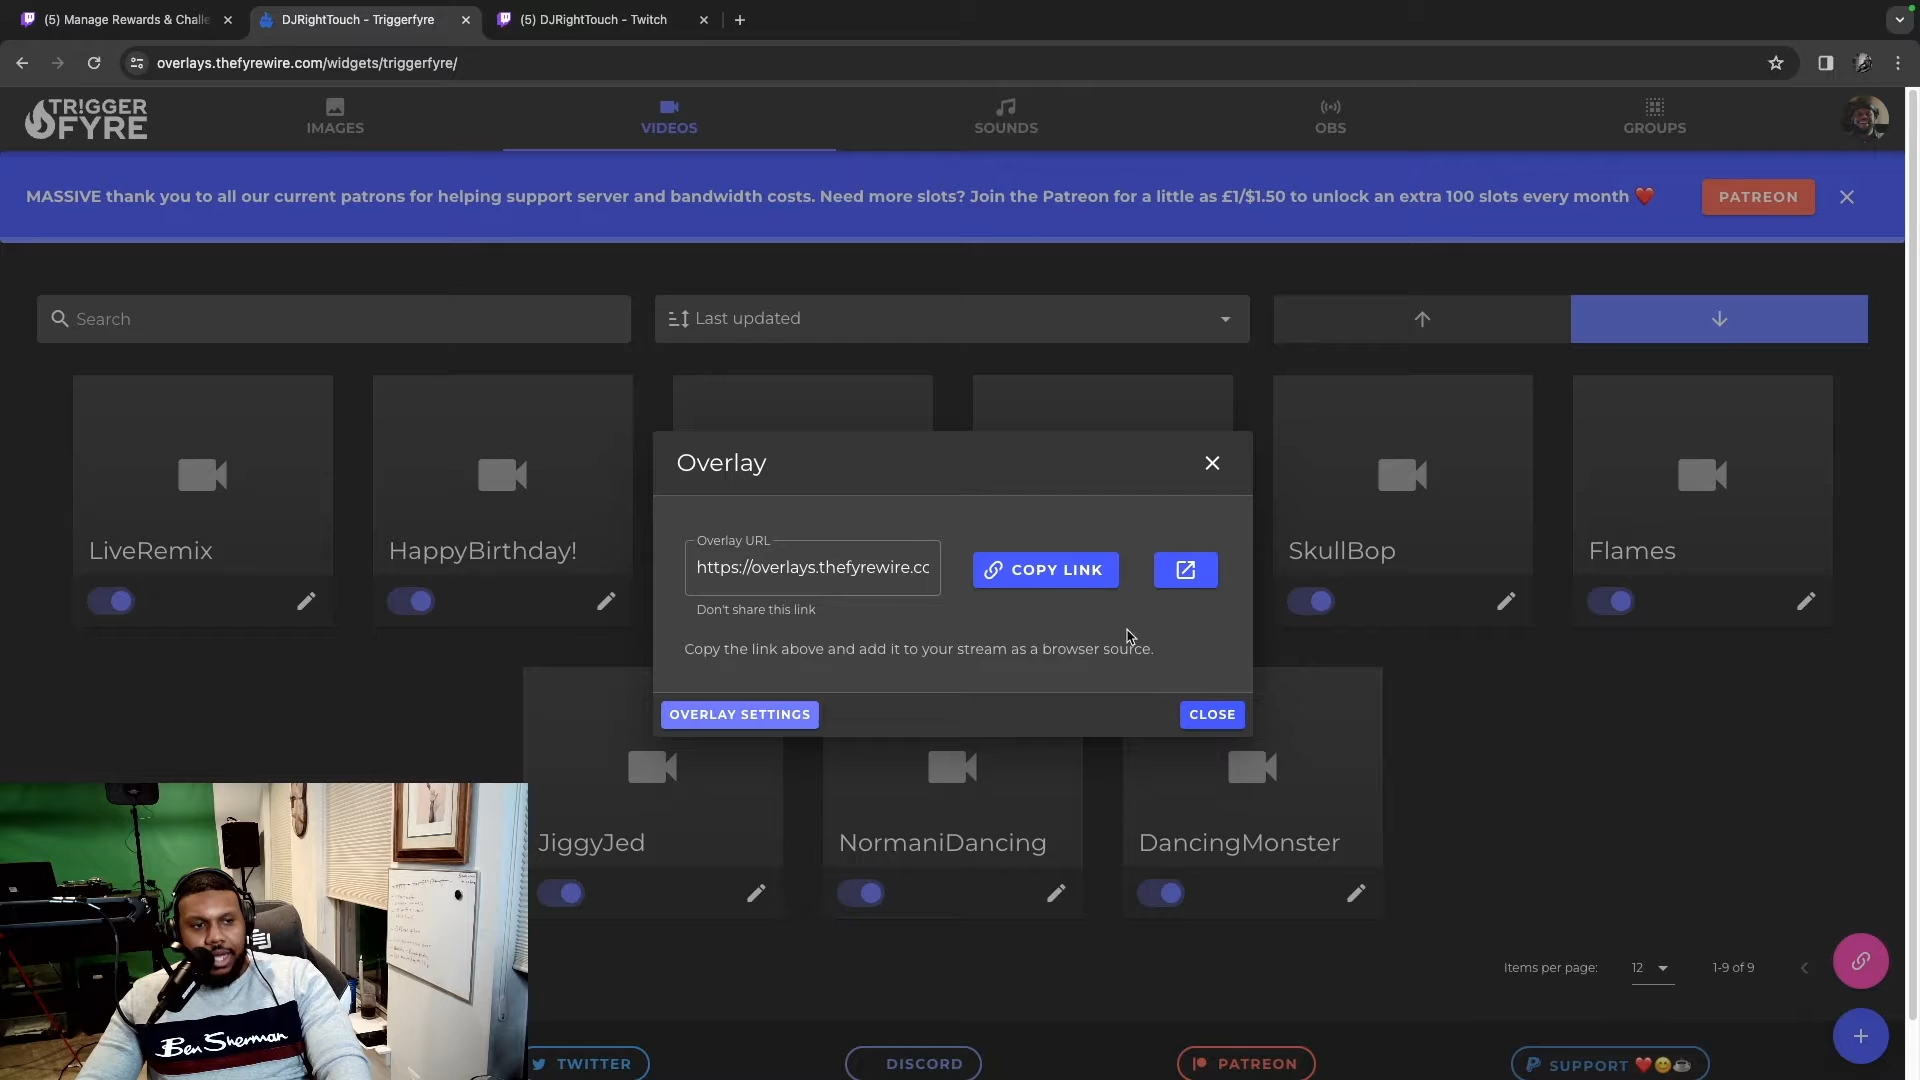 (5) Manage Rewards & Challe
DJRightTouch - Triggerfyre
(5) DJRightTouch - Twitch
overlays.thefyrewire.com/widgets/triggerfyre/
TR!GGER
FYRE
IMAGES
VIDEOS
SOUNDS
OBS
GROUPS
MASSIVE thank you to all our current patrons for helping support server and bandwidth costs. Need more slots? Join the Patreon for a little as £1/$1.50 to unlock an extra 100 slots every month ❤️
PATREON
Search
Last updated
Overlay
Overlay URL
https://overlays.thefyrewire.cc
COPY LINK
Don't share this link
Copy the link above and add it to your stream as a browser source.
OVERLAY SETTINGS
CLOSE
LiveRemix
HappyBirthday!
SkullBop
Flames
JiggyJed
NormaniDancing
DancingMonster
Items per page:
12
1-9 of 9
Ben Sherman
TWITTER
DISCORD
PATREON
SUPPORT ❤️😊☕